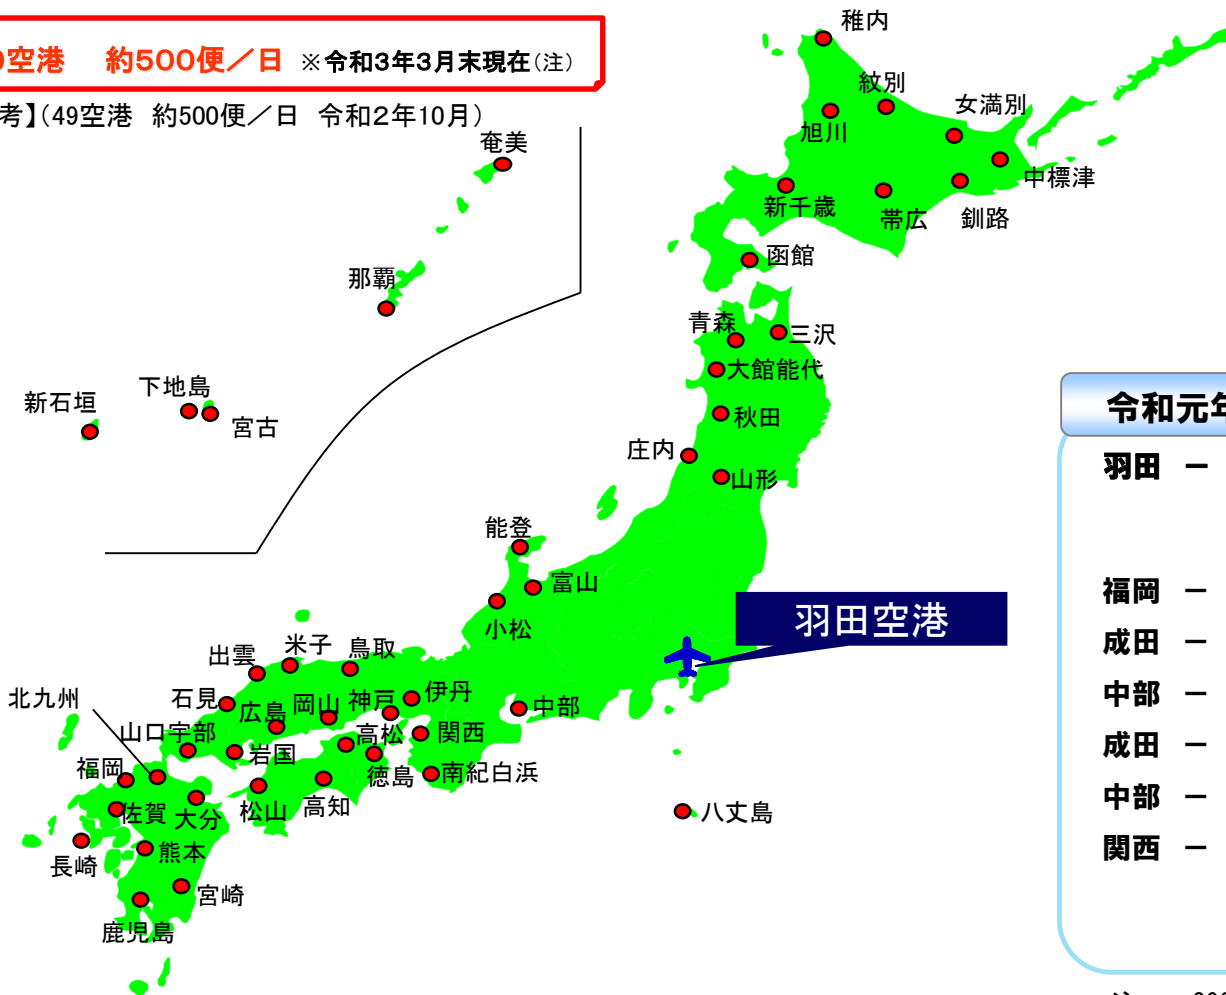 空港 約500便／日 ※令和3年3月末現在(注)
考】(49空港 約500便／日 令和2年10月)
稚内
紋別
女満別
旭川
中標津
新千歳
帯広
釧路
函館
奄美
那覇
下地島
新石垣
宮古
青森
三沢
大館能代
秋田
庄内
山形
能登
富山
小松
羽田空港
出雲
米子
鳥取
北九州
石見
広島
岡山
神戸
伊丹
中部
山口宇部
岩国
高松
関西
福岡
徳島
南紀白浜
佐賀
大分
松山
高知
八丈島
長崎
熊本
宮崎
鹿児島
令和元年
羽田 －
福岡 －
成田 －
中部 －
成田 －
中部 －
関西 －